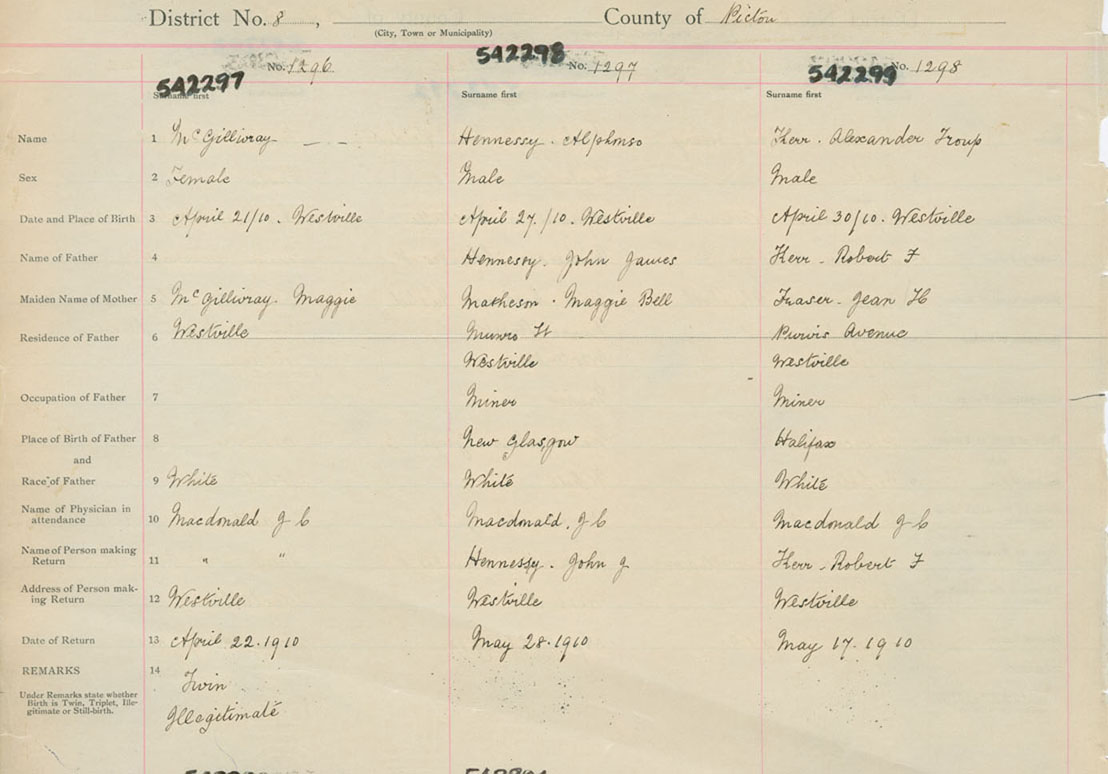 District No. 8, County of Pictou
(City, Town or Municipality)
542297 No. 1296 542298 No. 1297 542299 No. 1298
Surname first Surname first Surname first
Name 1 McGillivray — - — Hennessy. Alphonso Kerr. Alexander Troup
Sex 2 Female Male Male
Date and Place of Birth 3 April 21/10. Westville April 27./10. Westville April 30/10. Westville
Name of Father 4 Hennessy. John James Kerr - Robert F
Maiden Name of Mother 5 McGillivray. Maggie Matheson. Maggie Bell Fraser - Jean H
Residence of Father 6 Westville Munro St Purvis Avenue
Westville Westville
Occupation of Father 7 Miner Miner
Place of Birth of Father 8 New Glasgow Halifax
and
Race of Father 9 White White White
Name of Physician in
attendance 10 Macdonald J C Macdonald, J C Macdonald J C
Name of Person making
Return 11 " " Hennessy. John J Kerr - Robert F
Address of Person mak-
ing Return 12 Westville Westville Westville
Date of Return 13 April 22.1910 May 28.1910 May 17.1910
REMARKS 14
Twin
Under Remarks state whether
Birth is Twin, Triplet, Ille-
gitimate or Still-birth.
Illegitimate